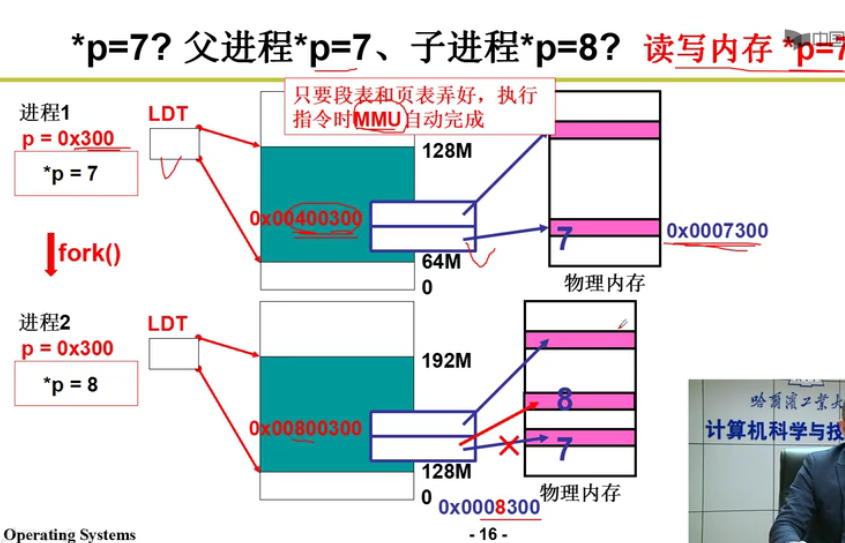 *p=7? 父进程*p=7、子进程*p=8? 读写内存 *p=7
中国
只要段表和页表弄好，执行
指令时MMU自动完成
进程1
p = 0x300
*p = 7
LDT
128M
0x00400300
64M
0
7
0x0007300
物理内存
fork()
进程2
p = 0x300
*p = 8
LDT
192M
0x00800300
128M
0
8
7
0x0008300
物理内存
哈尔滨工业大
计算机科学与技
Operating Systems
- 16 -